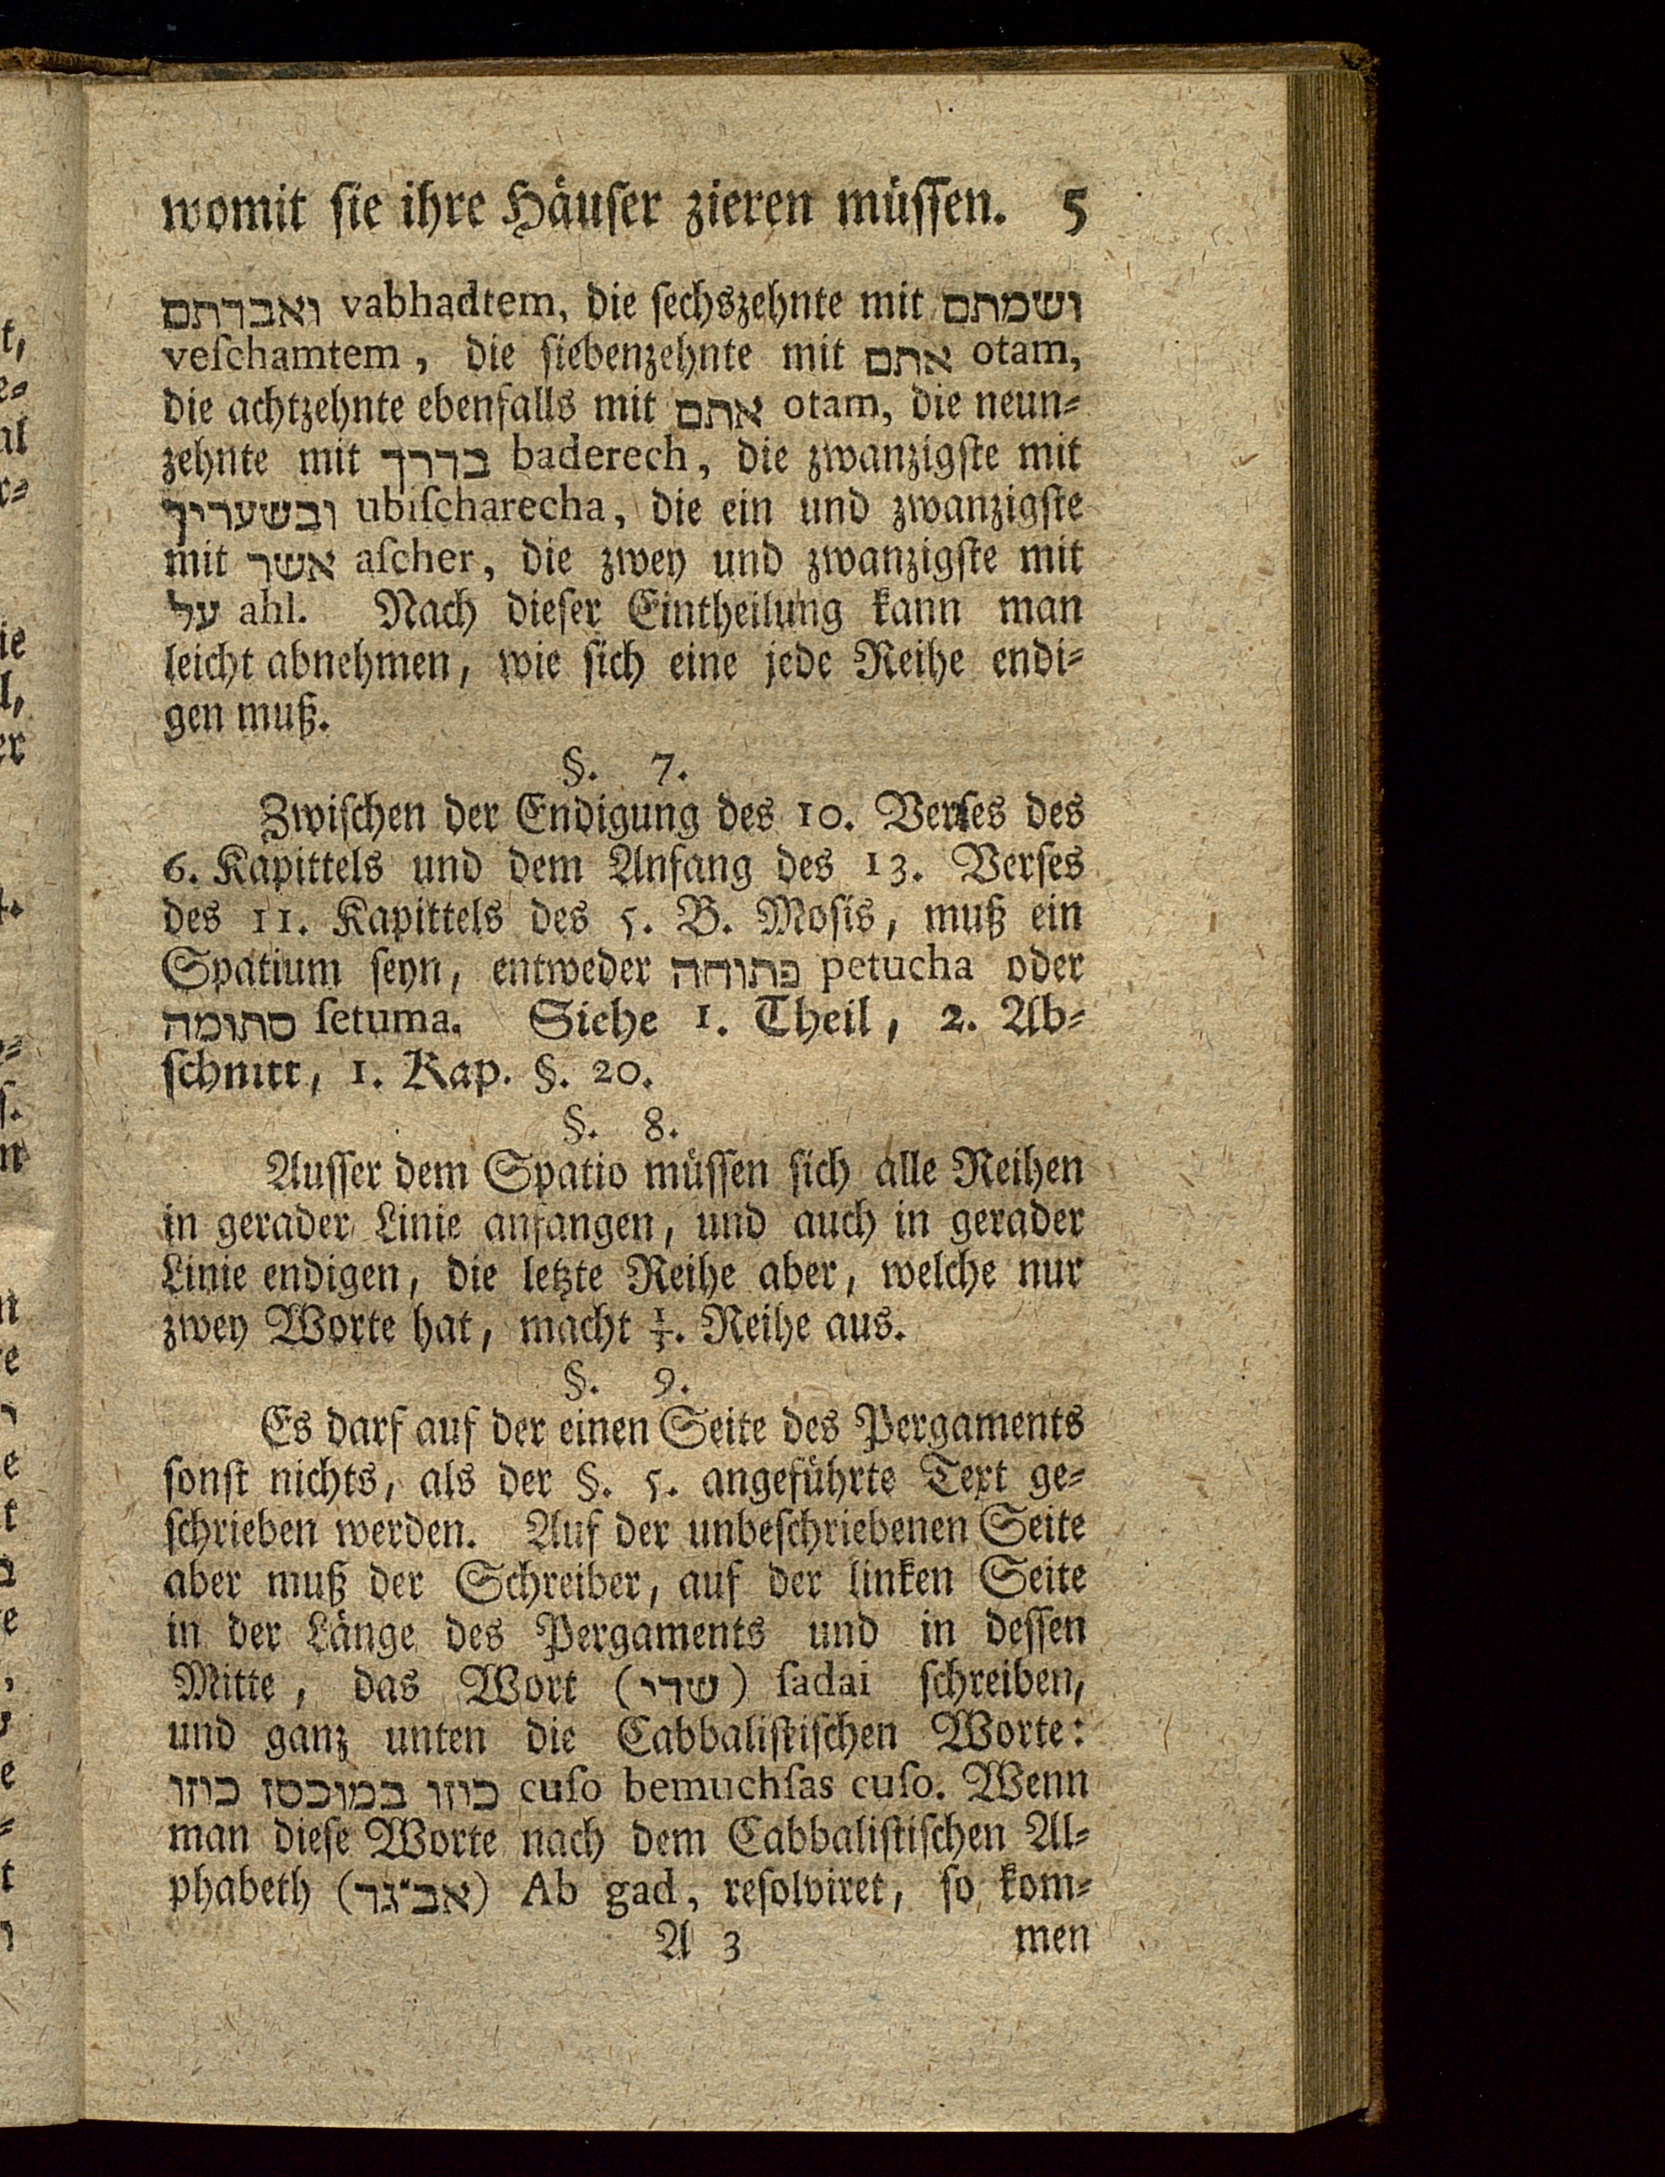 womit ſie ihre Häuſer zieren müſſen. 5
ואבדתם vabhadtem, die ſechszehnte mit ושמתם
veſchamtem, die ſiebenzehnte mit אתם otam,
die achtzehnte ebenfalls mit אתם otam, die neun⸗
zehnte mit בדרך baderech, die zwanzigſte mit
ובשעריך ubiſcharecha, die ein und zwanzigſte
mit אשר aſcher, die zwey und zwanzigſte mit
על ahl. Nach dieſer Eintheilung kann man
leicht abnehmen, wie ſich eine jede Reihe endi⸗
gen muß.
§. 7.
Zwiſchen der Endigung des 10. Verſes des
6. Kapittels und dem Anfang des 13. Verſes
des 11. Kapittels des 5. B. Moſis, muß ein
Spatium ſeyn, entweder פתוחה petucha oder
סתומה ſetuma. Siehe 1. Theil, 2. Ab⸗
ſchnitt, 1. Kap. §. 20.
§. 8.
Auſſer dem Spatio müſſen ſich alle Reihen
in gerader Linie anfangen, und auch in gerader
Linie endigen, die letzte Reihe aber, welche nur
zwey Worte hat, macht Reihe aus.
§. 9.
Es darf auf der einen Seite des Pergaments
ſonſt nichts, als der §. 5. angeführte Text ge⸗
ſchrieben werden. Auf der unbeſchriebenen Seite
aber muß der Schreiber, auf der linken Seite
in der Länge des Pergaments und in deſſen
Mitte, das Wort (שדי) ſadai ſchreiben,
und ganz unten die Cabbaliſtiſchen Worte:
כוזו במוכסז כוזו cuſo bemuchſas cuſo. Wenn
man dieſe Worte nach dem Cabbaliſtiſchen Al⸗
phabeth (אב״גד) Ab gad, reſolviret, ſo kom⸗
A 3 men